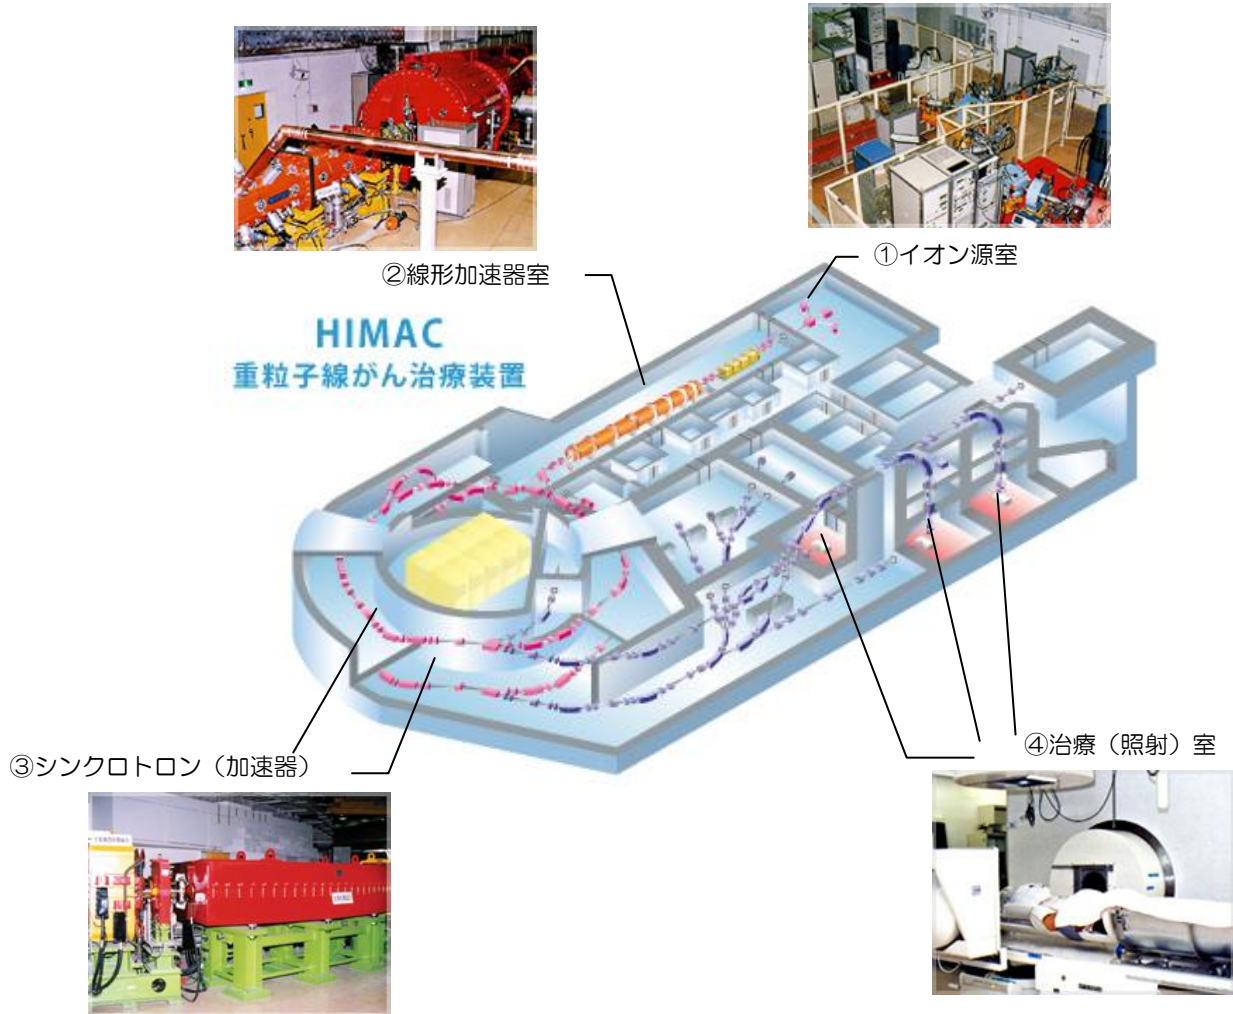 ①イオン源室
②線形加速器室
HIMAC
重粒子線がん治療装置
④治療（照射）室
③シンクロトロン（加速器）